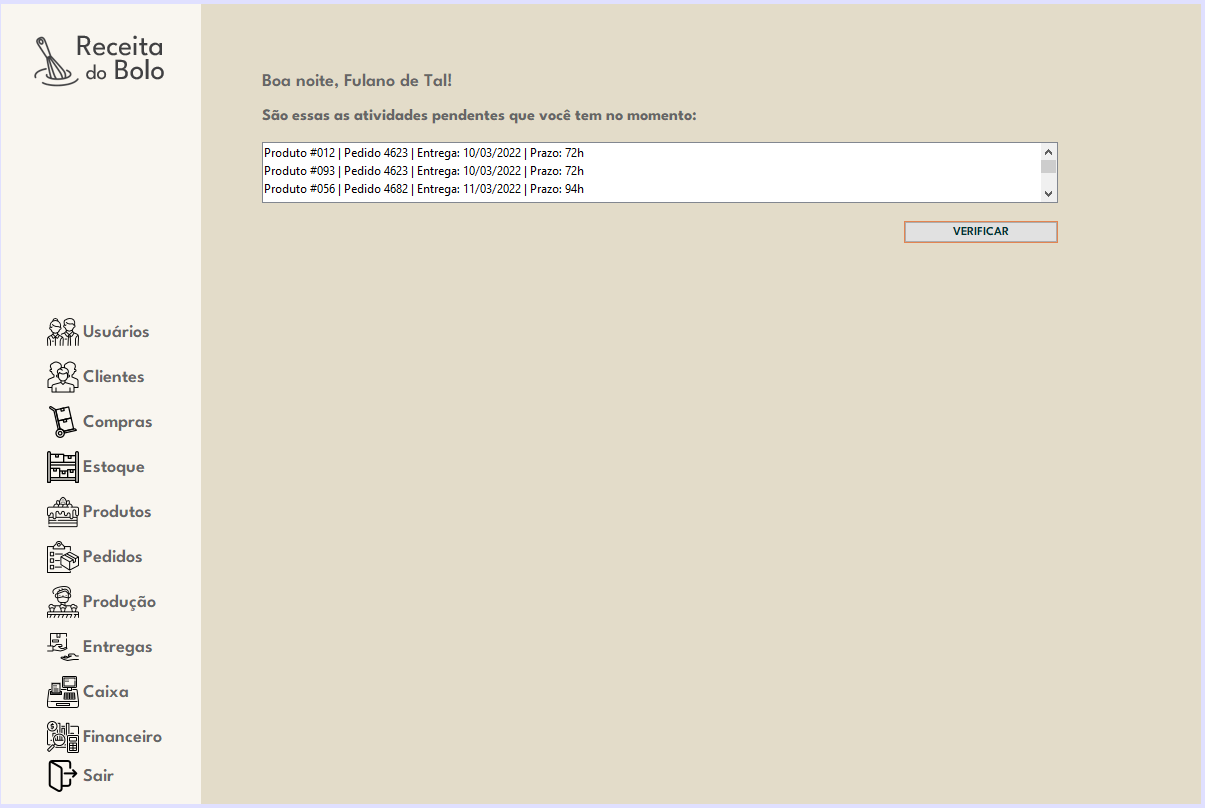 Receita
do Bolo
Boa noite, Fulano de Tal!
São essas as atividades pendentes que você tem no momento:
Produto #012 | Pedido 4623 | Entrega: 10/03/2022 | Prazo: 72h
Produto #093 | Pedido 4623 | Entrega: 10/03/2022 | Prazo: 72h
Produto #056 | Pedido 4682 | Entrega: 11/03/2022 | Prazo: 94h
VERIFICAR
Usuários
Clientes
Compras
Estoque
Produtos
Pedidos
Produção
Entregas
Caixa
Financeiro
Sair